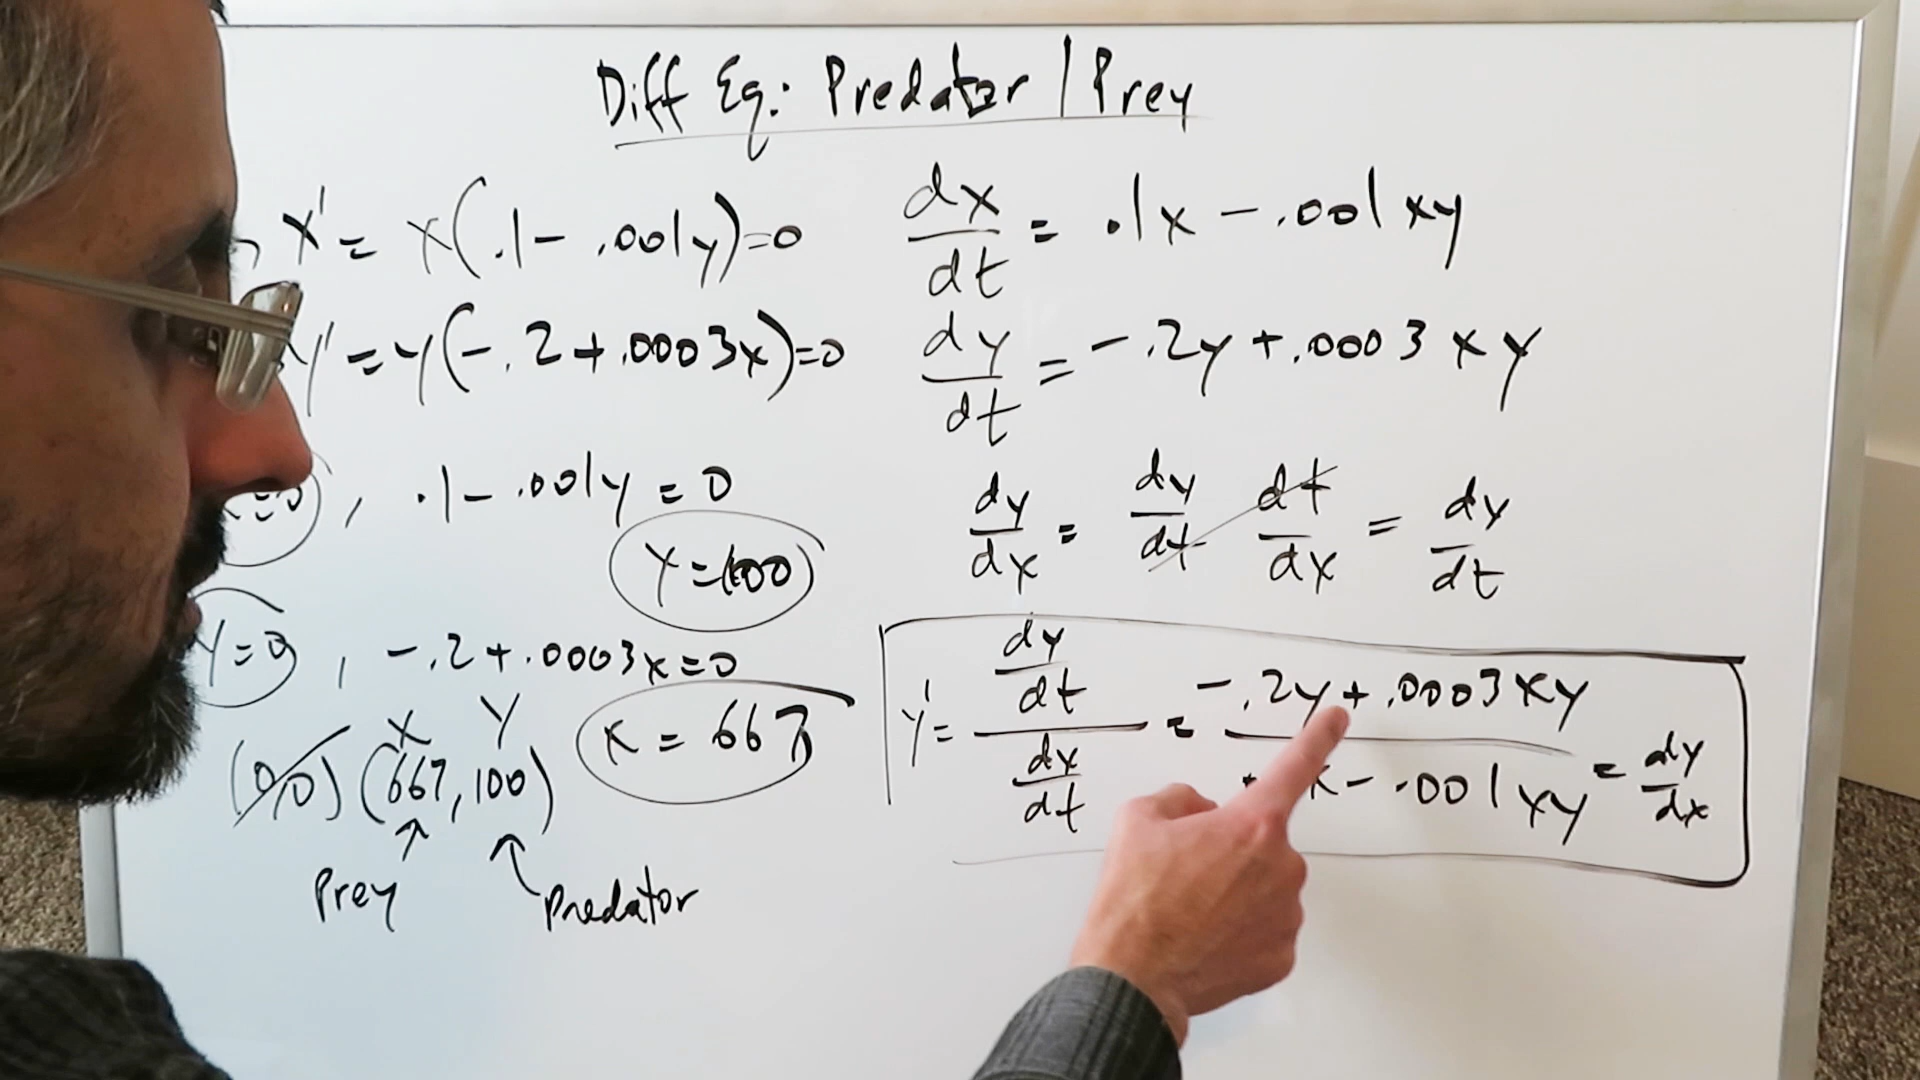 Diff Eq: Predator | Prey
, x' = x(.1 - .001y) = 0
y' = y(-.2 + .0003x) = 0
=0, .1 - .001y = 0
y = 100
y = 0, -.2 + .0003x = 0
x = 667
x y
(0,0) (667, 100)
Prey
Predator
dx/dt = .1x - .001xy
dy/dt = -.2y + .0003xy
dy/dx = dy/dt dt/dx = dy/dt
y' = dy/dt / dx/dt = -.2y + .0003xy / x - .001xy = dy/dx